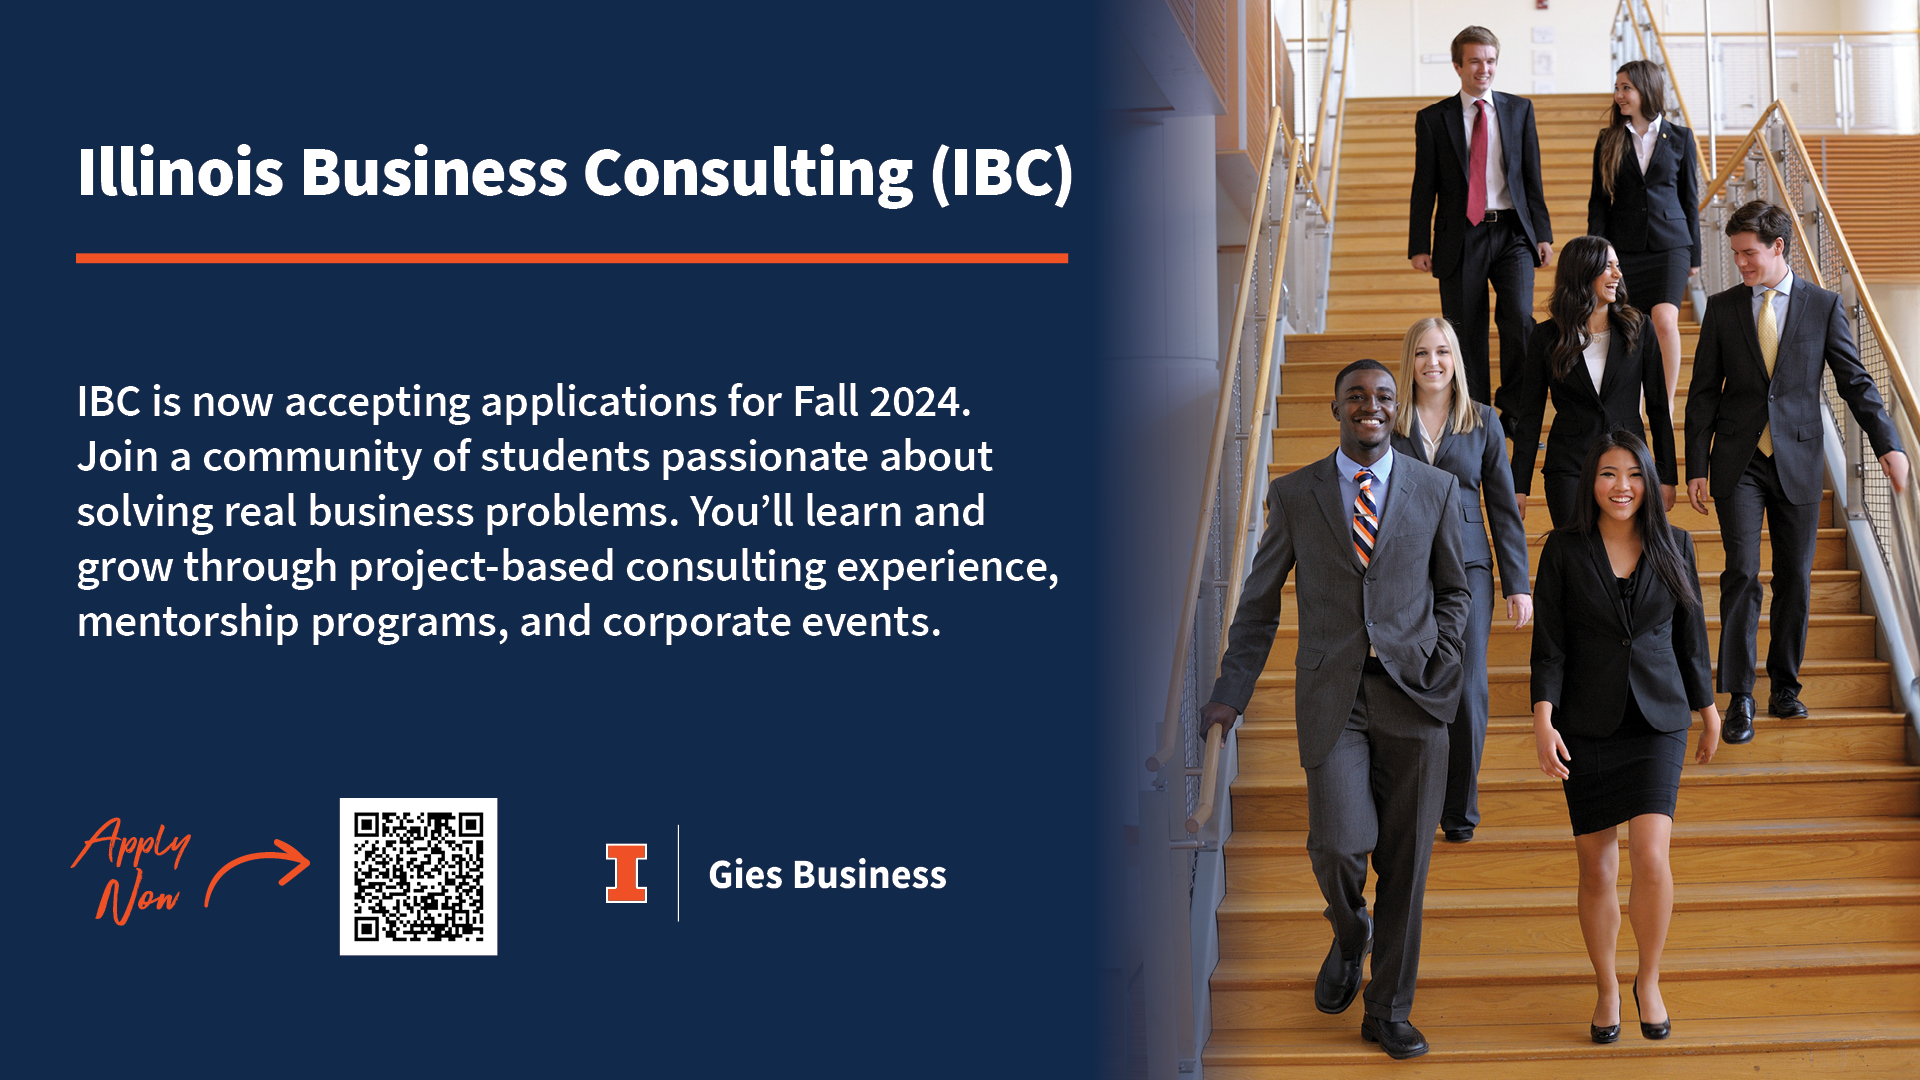 Illinois Business Consulting (IBC)
IBC is now accepting applications for Fall 2024.
Join a community of students passionate about
solving real business problems. You’ll learn and
grow through project-based consulting experience,
mentorship programs, and corporate events.
Apply
Now
I
Gies Business